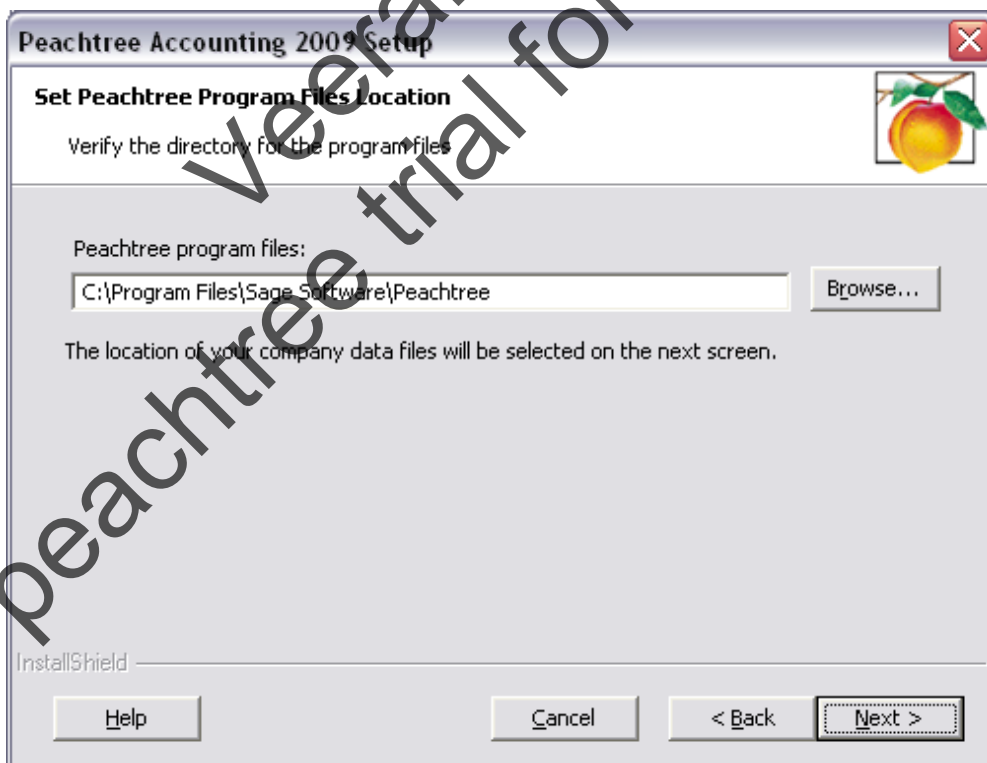 Peachtree Accounting 2009 Setup
Set Peachtree Program Files Location
Verify the directory for the program files
Peachtree program files:
C:\Program Files\Sage Software\Peachtree
Browse...
The location of your company data files will be selected on the next screen.
InstallShield
Help
Cancel
< Back
Next >
peachtree trial for